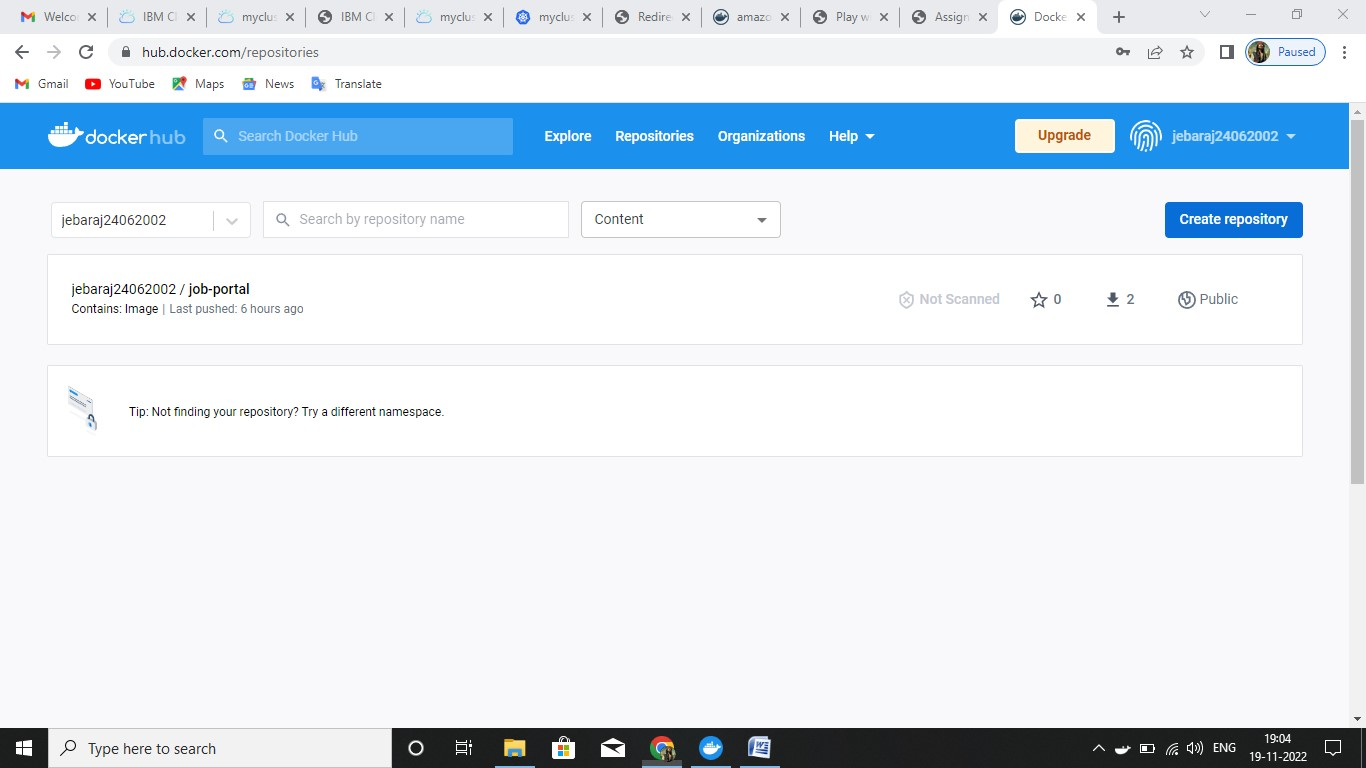 Welco
IBM Cl
myclus
IBM Cl
myclus
myclus
Redire
amazo
Play w
Assign
Docke
hub.docker.com/repositories
Paused
Gmail
YouTube
Maps
News
Translate
docker hub
Search Docker Hub
Explore
Repositories
Organizations
Help
Upgrade
jebaraj24062002
jebaraj24062002
Search by repository name
Content
Create repository
jebaraj24062002 / job-portal
Contains: Image | Last pushed: 6 hours ago
Not Scanned
0
2
Public
Tip: Not finding your repository? Try a different namespace.
Type here to search
ENG
19:04
19-11-2022